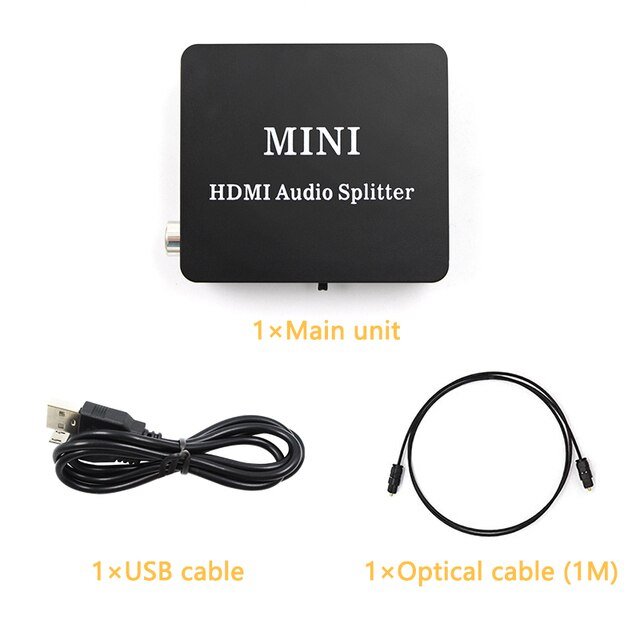 MINI
HDMI Audio Splitter
1×Main unit
1×USB cable
1×Optical cable (1M)